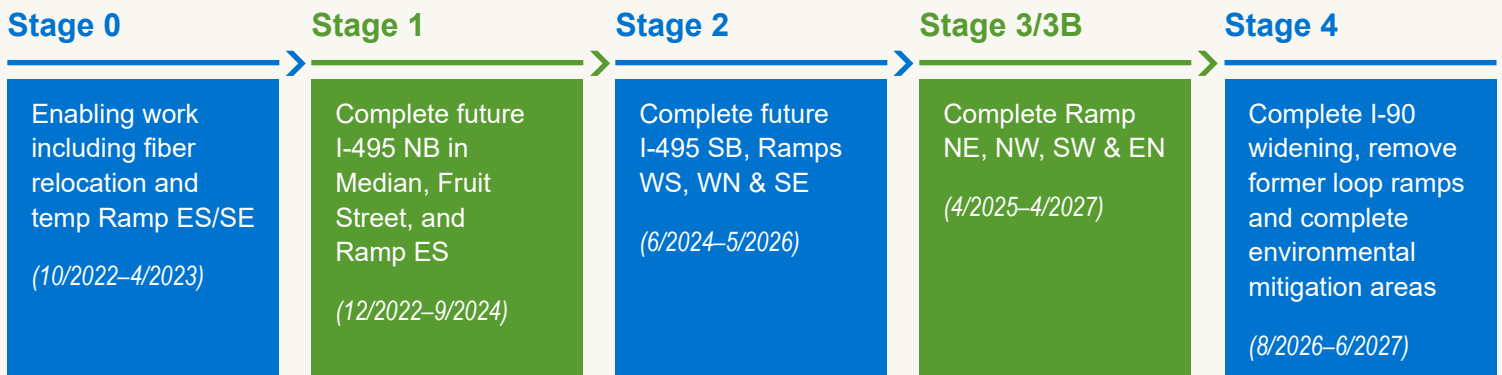 Stage 0
Enabling work
including fiber
relocation and
temp Ramp ES/SE
(10/2022–4/2023)
Stage 1
Complete future
I-495 NB in
Median, Fruit
Street, and
Ramp ES
(12/2022–9/2024)
Stage 2
Complete future
I-495 SB, Ramps
WS, WN & SE
(6/2024–5/2026)
Stage 3/3B
Complete Ramp
NE, NW, SW & EN
(4/2025–4/2027)
Stage 4
Complete I-90
widening, remove
former loop ramps
and complete
environmental
mitigation areas
(8/2026–6/2027)